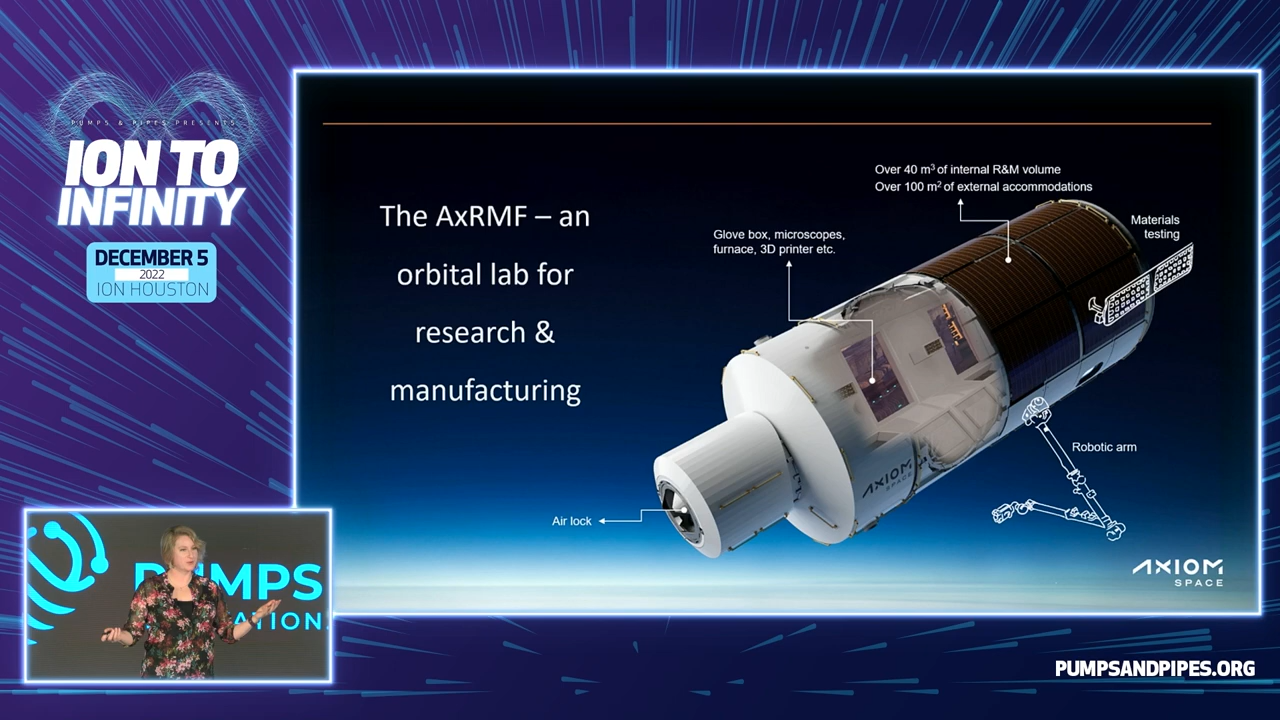 PUMPS & PIPES PRESENTS
ION TO
INFINITY
DECEMBER 5
2022
ION HOUSTON
The AxRMF – an
orbital lab for
research &
manufacturing
Over 40 m³ of internal R&M volume
Over 100 m² of external accommodations
Glove box, microscopes,
furnace, 3D printer etc.
Materials
testing
Robotic arm
Air lock
AXIOM
SPACE
AXIOM
SPACE
PUMPS
PUMPSANDPIPES.ORG